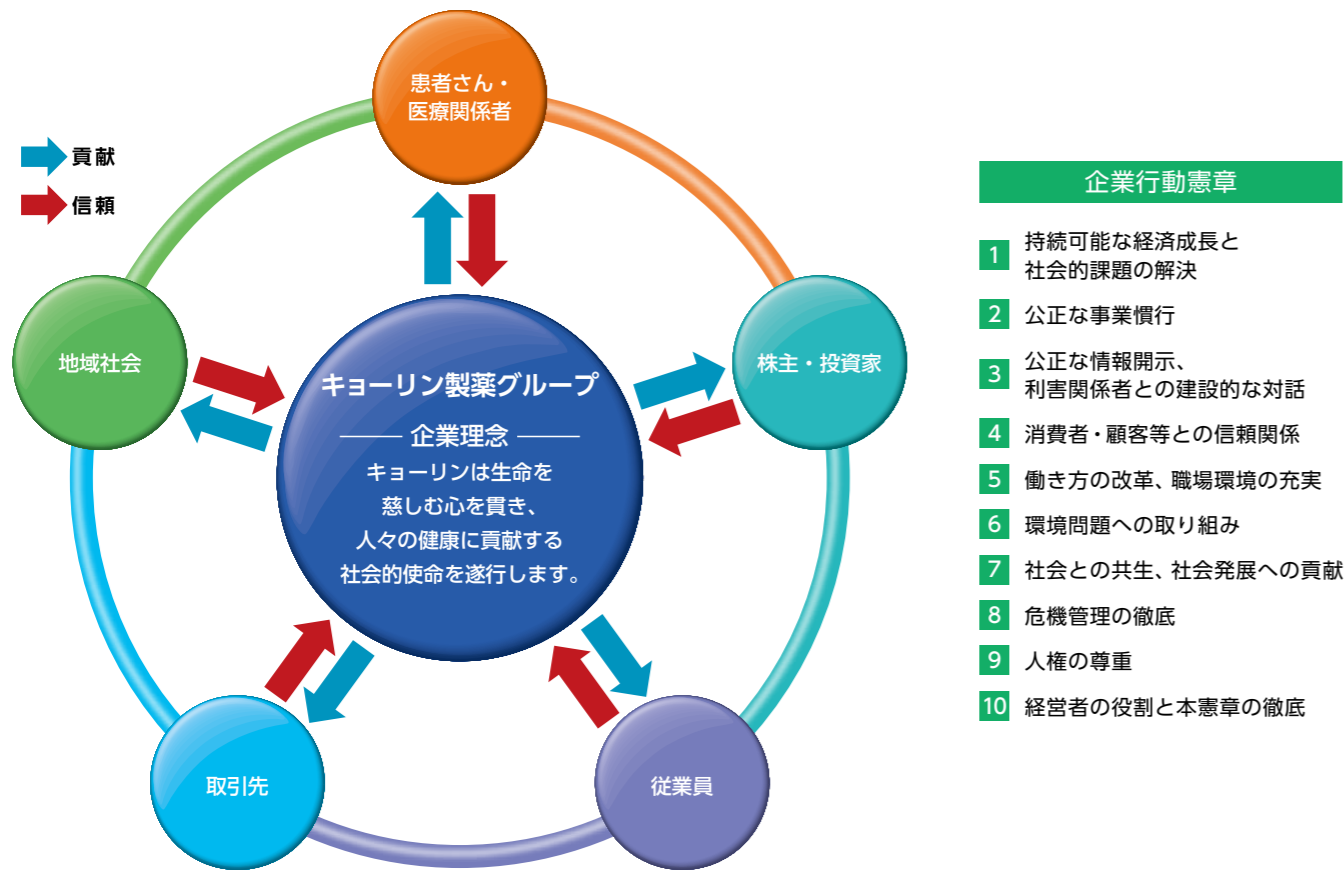 患者さん・
医療関係者
貢献
信頼
地域社会
株主・投資家
キョーリン製薬グループ
企業理念
キョーリンは生命を
慈しむ心を貫き、
人々の健康に貢献する
社会的使命を遂行します。
取引先
従業員
企業行動憲章
1 持続可能な経済成長と
社会的課題の解決
2 公正な事業慣行
3 公正な情報開示、
利害関係者との建設的な対話
4 消費者・顧客等との信頼関係
5 働き方の改革、職場環境の充実
6 環境問題への取り組み
7 社会との共生、社会発展への貢献
8 危機管理の徹底
9 人権の尊重
10 経営者の役割と本憲章の徹底